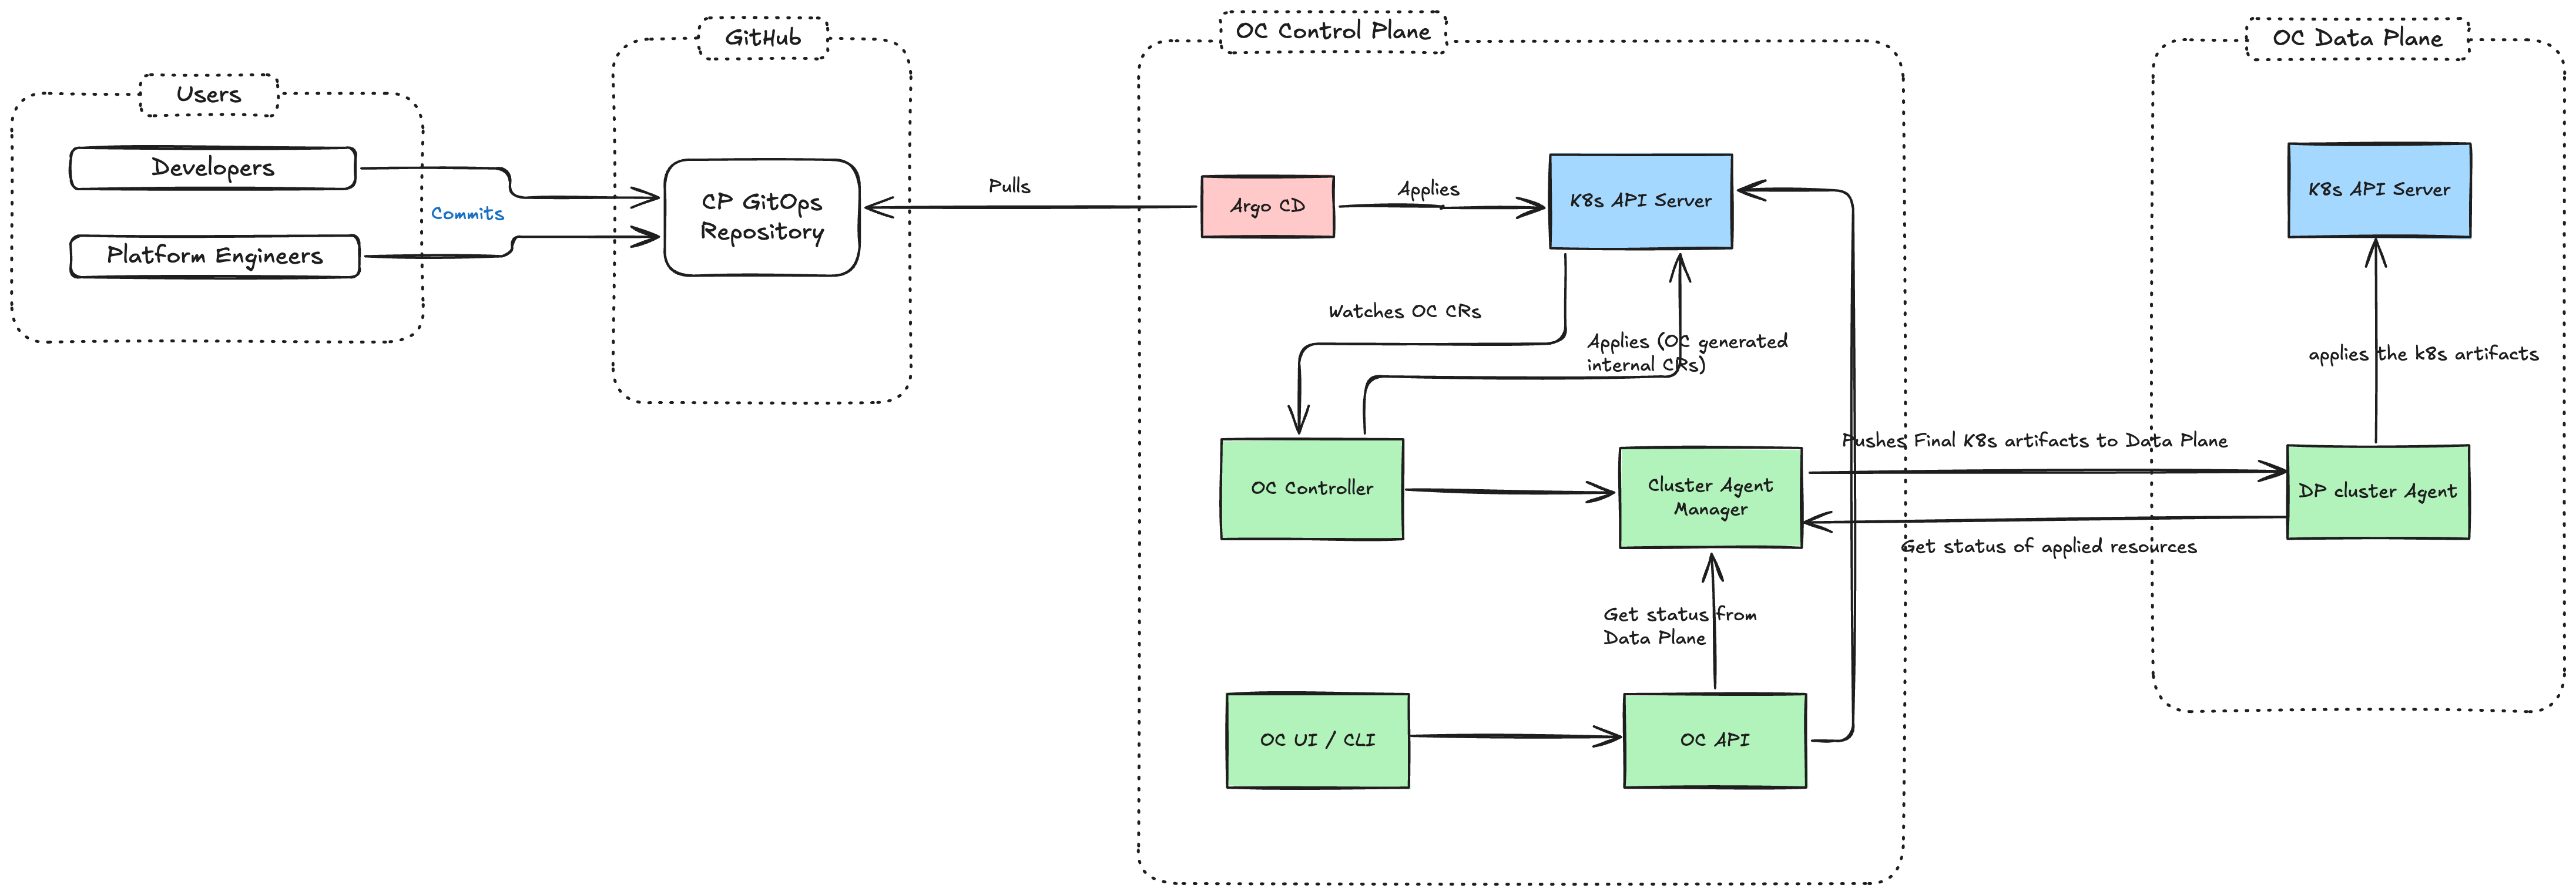 Users
Developers
Platform Engineers
Commits
GitHub
CP GitOps
Repository
Pulls
OC Control Plane
Argo CD
Applies
K8s API Server
Watches OC CRs
Applies (OC generated
internal CRs)
OC Controller
Cluster Agent
Manager
Get status from
Data Plane
OC UI / CLI
OC API
Pushes Final K8s artifacts to Data Plane
Get status of applied resources
OC Data Plane
K8s API Server
applies the k8s artifacts
DP cluster Agent